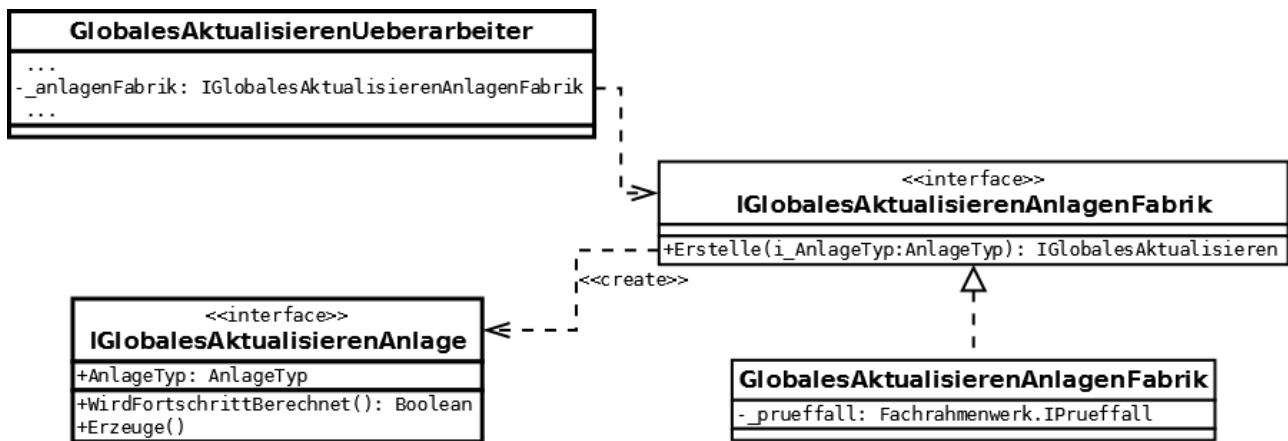 GlobalesAktualisierenUeberarbeiter
...
-_anlagenFabrik: IGlobalesAktualisierenAnlagenFabrik
...
<<interface>>
IGlobalesAktualisierenAnlagenFabrik
+Erstelle(i_AnlageTyp:AnlageTyp): IGlobalesAktualisieren
<<create>>
<<interface>>
IGlobalesAktualisierenAnlage
+AnlageTyp: AnlageTyp
+WirdFortschrittBerechnet(): Boolean
+Erzeuge()
GlobalesAktualisierenAnlagenFabrik
-_prueffall: Fachrahmenwerk.IPrueffall